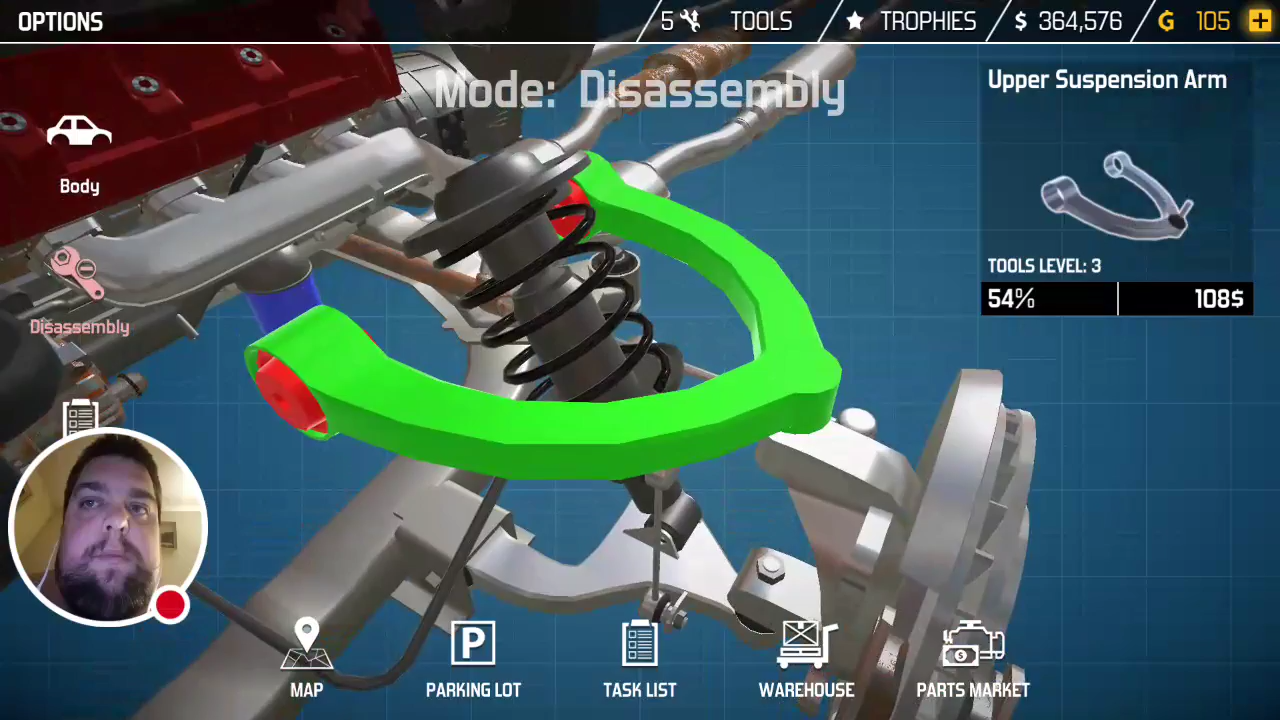 OPTIONS
5 TOOLS
TROPHIES
$ 364,576
G 105
Mode: Disassembly
Upper Suspension Arm
Body
TOOLS LEVEL: 3
54% 108$
Disassembly
MAP
P
PARKING LOT
TASK LIST
WAREHOUSE
$
PARTS MARKET